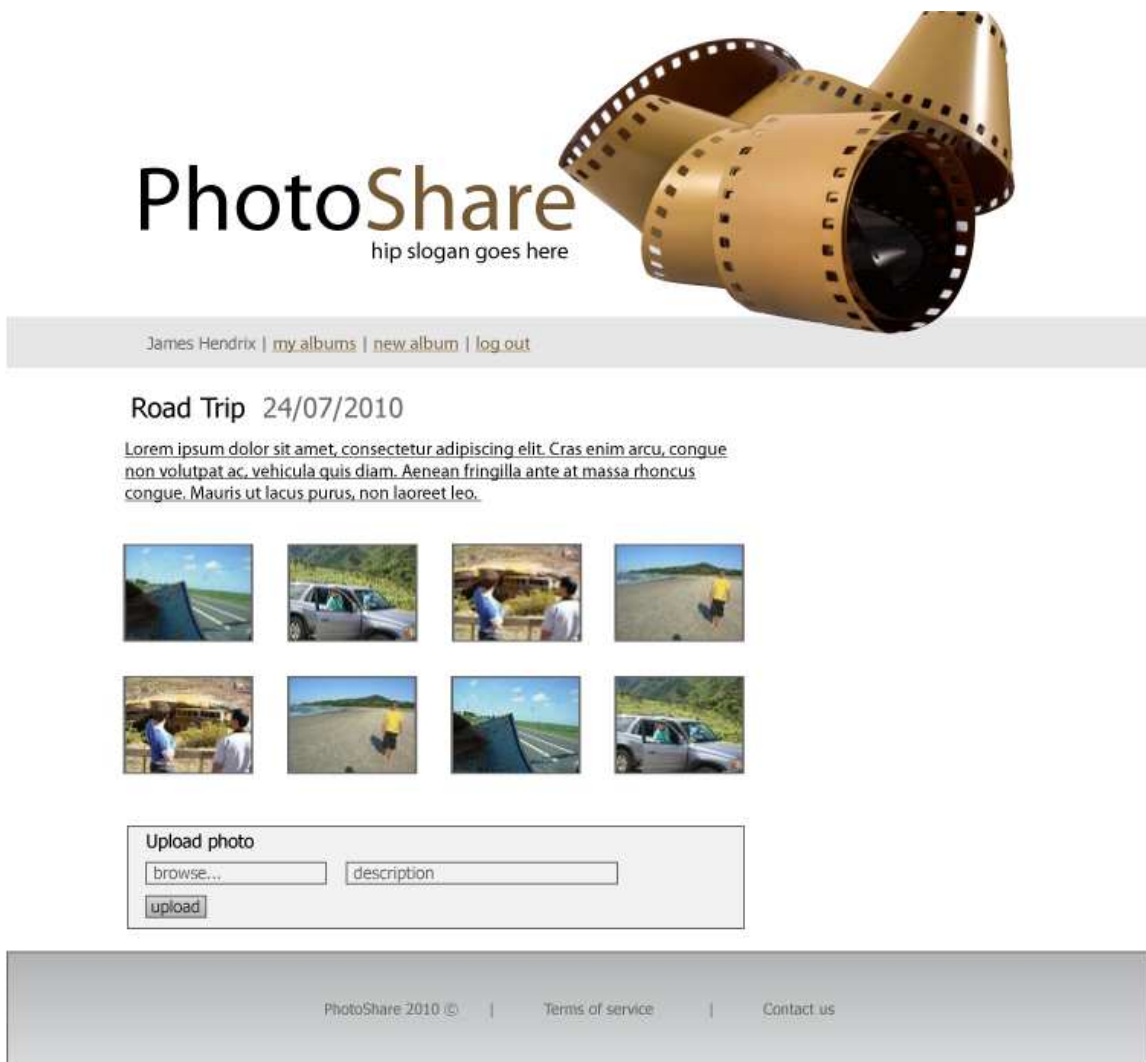 PhotoShare
hip slogan goes here
James Hendrix | my albums | new album | log out
Road Trip 24/07/2010
Lorem ipsum dolor sit amet, consectetur adipiscing elit. Cras enim arcu, congue
non volutpat ac, vehicula quis diam. Aenean fringilla ante at massa rhoncus
congue. Mauris ut lacus purus, non laoreet leo.
Upload photo
browse... description
upload
PhotoShare 2010 © | Terms of service | Contact us